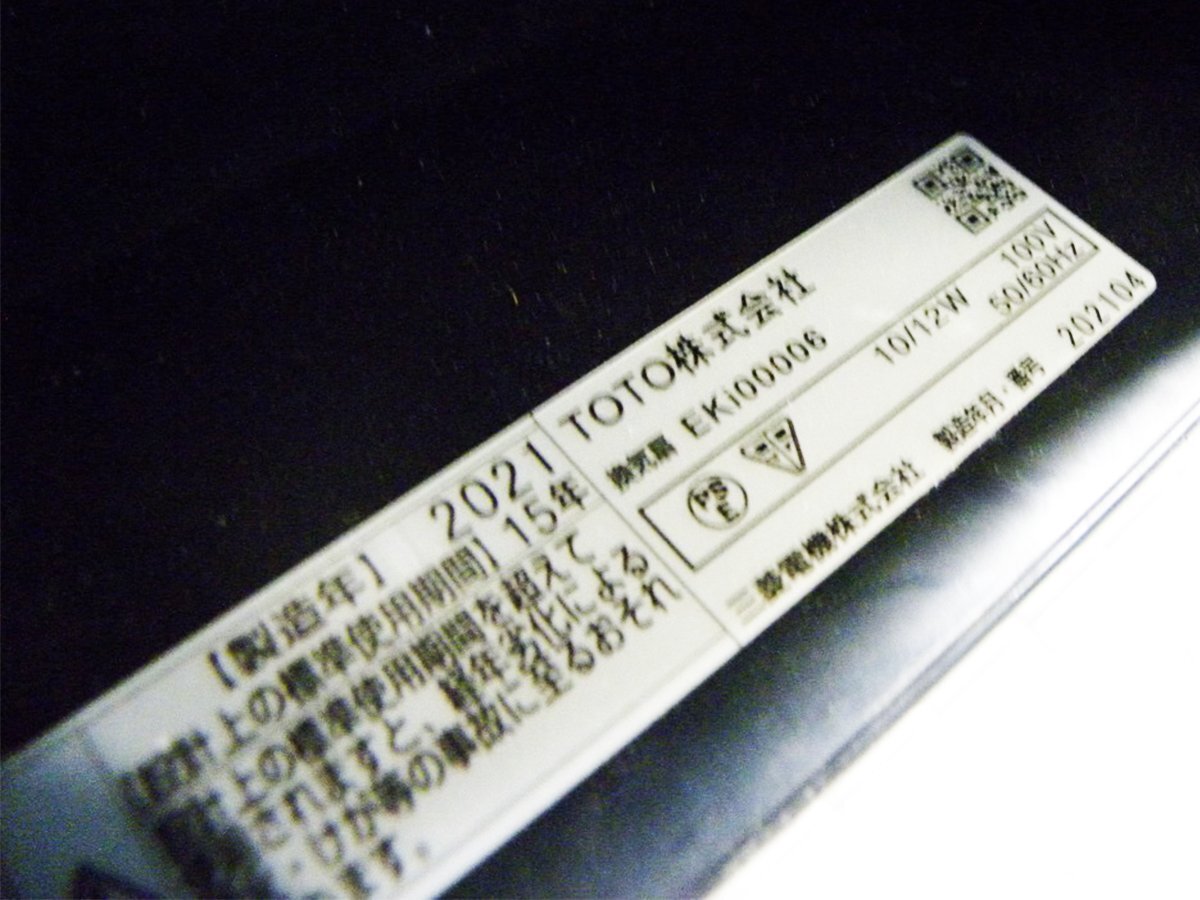 【製造年】 2021
【設計上の標準使用期間】15年
設計上の標準使用期間を超えて
使用されますと、経年劣化による
発火・けが等の事故に至るおそれ
があります。
TOTO株式会社
換気扇 EKi00006
PS
E
10/12W
100V
50/60Hz
三菱電機株式会社 製造年月・番号 202104